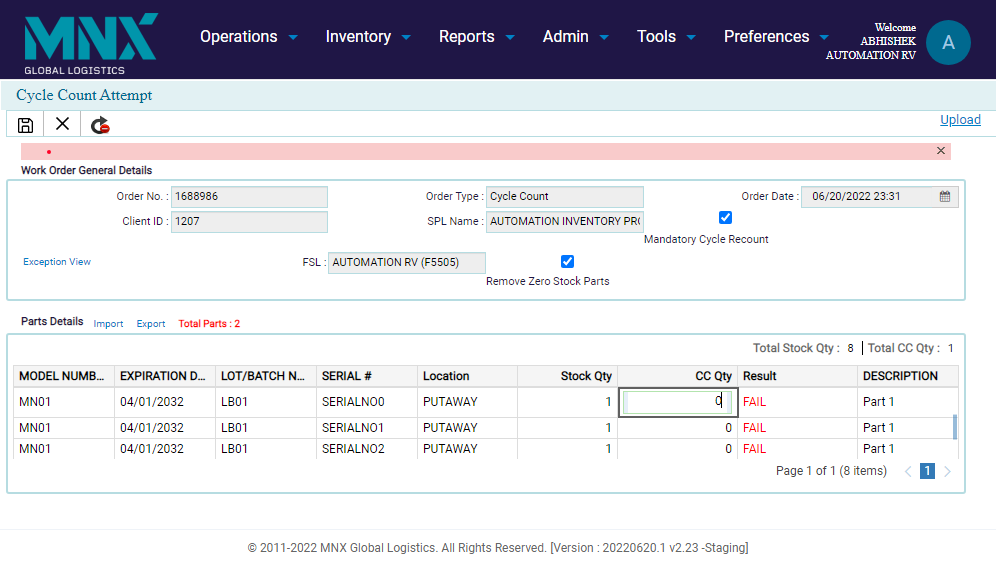 MNX
GLOBAL LOGISTICS
Operations Inventory Reports Admin Tools Preferences
Welcome
ABHISHEK
AUTOMATION RV
A
Cycle Count Attempt
Upload
Work Order General Details
Order No. : 1688986 Order Type : Cycle Count Order Date : 06/20/2022 23:31
Client ID : 1207 SPL Name : AUTOMATION INVENTORY PR
Mandatory Cycle Recount
Exception View FSL : AUTOMATION RV (F5505)
Remove Zero Stock Parts
Parts Details Import Export Total Parts : 2
Total Stock Qty : 8 Total CC Qty : 1
MODEL NUMB... EXPIRATION D... LOT/BATCH N... SERIAL # Location Stock Qty CC Qty Result DESCRIPTION
MN01 04/01/2032 LB01 SERIALNO0 PUTAWAY 1 0 FAIL Part 1
MN01 04/01/2032 LB01 SERIALNO1 PUTAWAY 1 0 FAIL Part 1
MN01 04/01/2032 LB01 SERIALNO2 PUTAWAY 1 0 FAIL Part 1
Page 1 of 1 (8 items) 1
© 2011-2022 MNX Global Logistics. All Rights Reserved. [Version : 20220620.1 v2.23 -Staging]